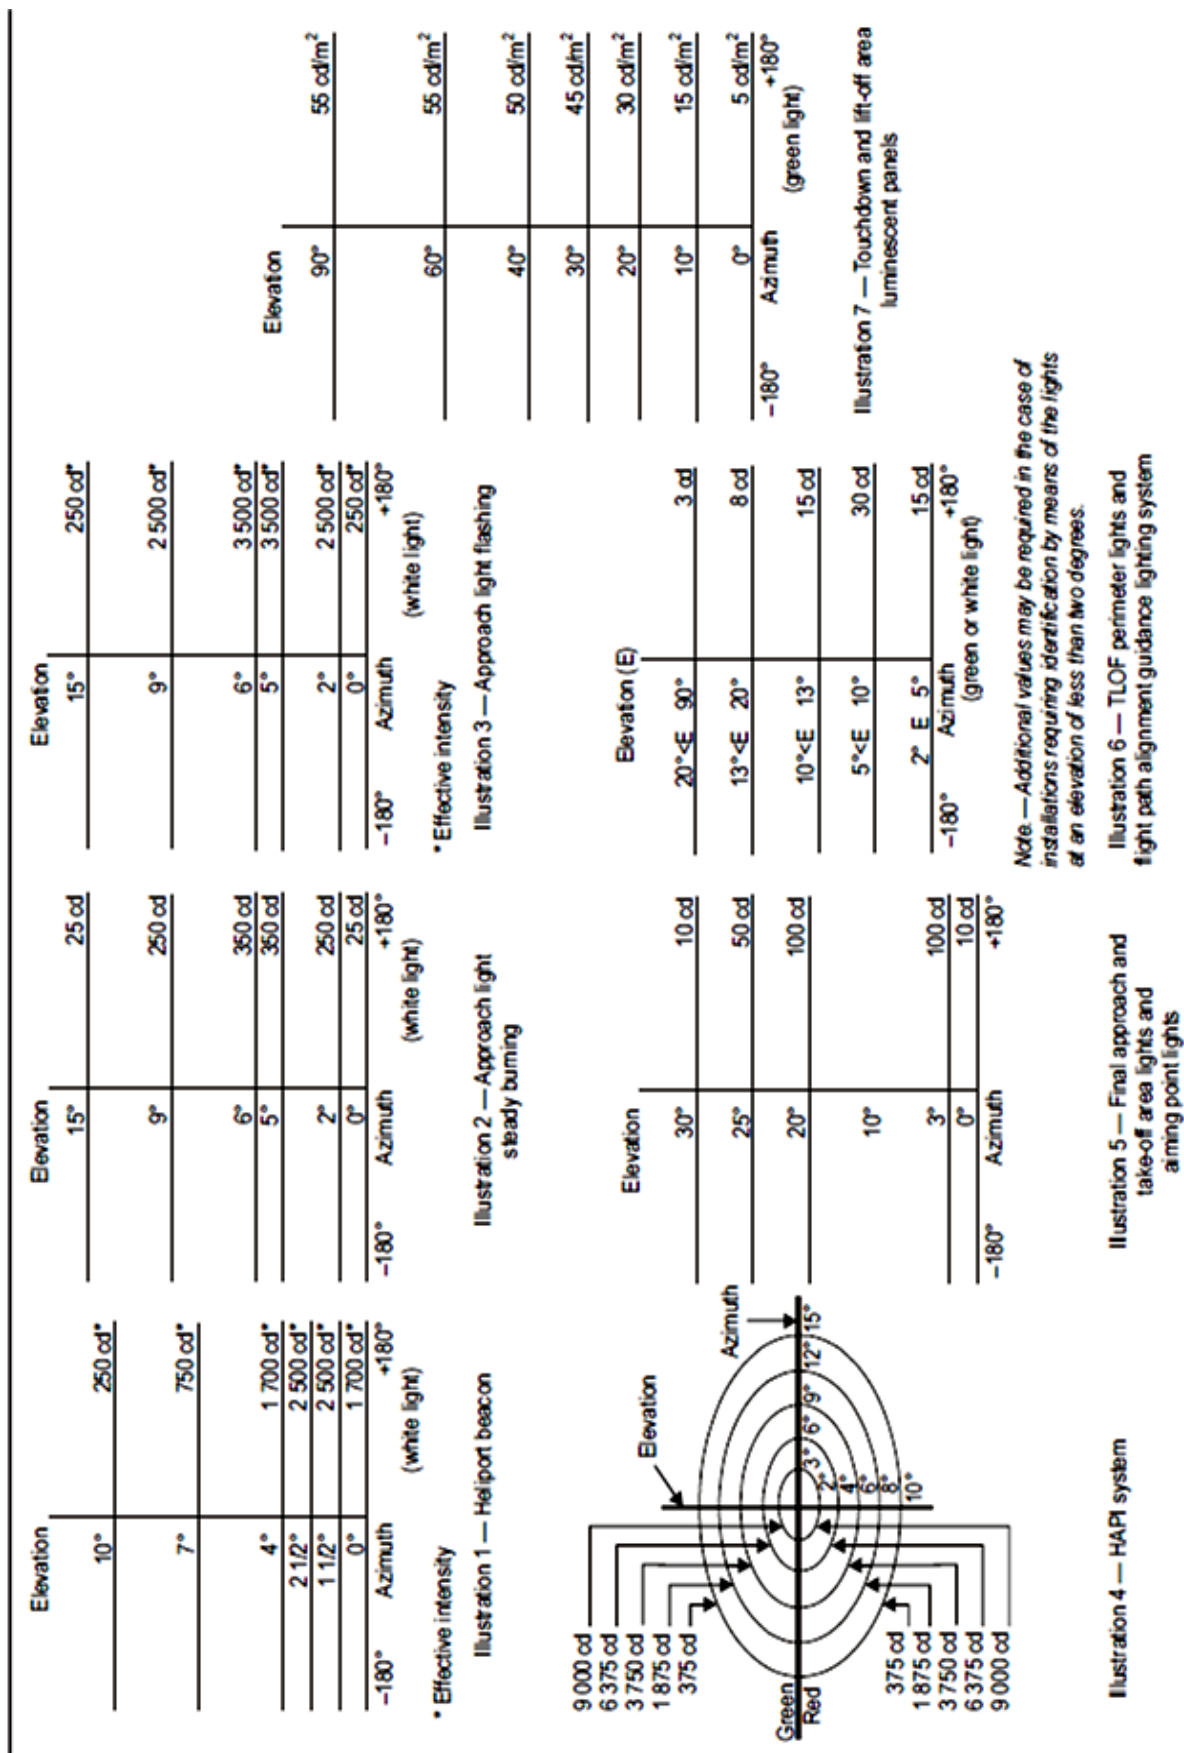 Elevation
10° 250 cd*
7° 750 cd*
4° 1 700 cd*
2 1/2° 2 500 cd*
1 1/2° 2 500 cd*
0° 1 700 cd*
−180° Azimuth +180°
(white light)
* Effective intensity
Illustration 1 — Heliport beacon
Elevation
15° 25 cd
9° 250 cd
6° 350 cd
5° 350 cd
2° 250 cd
0° 25 cd
−180° Azimuth +180°
(white light)
Illustration 2 — Approach light
steady burning
Elevation
15° 250 cd*
9° 2 500 cd*
6° 3 500 cd*
5° 3 500 cd*
2° 2 500 cd*
0° 250 cd*
−180° Azimuth +180°
(white light)
* Effective intensity
Illustration 3 — Approach light flashing
9 000 cd
6 375 cd
3 750 cd
1 875 cd
375 cd
Elevation
Azimuth
Green
Red
3° 6° 9° 12° 15°
2°
4°
6°
8°
10°
375 cd
1 875 cd
3 750 cd
6 375 cd
9 000 cd
Illustration 4 — HAPI system
Elevation
30° 10 cd
25° 50 cd
20° 100 cd
10°
3° 100 cd
0° 10 cd
−180° Azimuth +180°
Illustration 5 — Final approach and
take-off area lights and
aiming point lights
Elevation (E)
20°<E 90° 3 cd
13°<E 20° 8 cd
10°<E 13° 15 cd
5°<E 10° 30 cd
2° E 5° 15 cd
−180° Azimuth +180°
(green or white light)
Note.— Additional values may be required in the case of
installations requiring identification by means of the lights
at an elevation of less than two degrees.
Illustration 6 — TLOF perimeter lights and
flight path alignment guidance lighting system
Elevation
90° 55 cd/m²
60° 55 cd/m²
40° 50 cd/m²
30° 45 cd/m²
20° 30 cd/m²
10° 15 cd/m²
0° 5 cd/m²
−180° Azimuth +180°
(green light)
Illustration 7 — Touchdown and lift-off area
luminescent panels